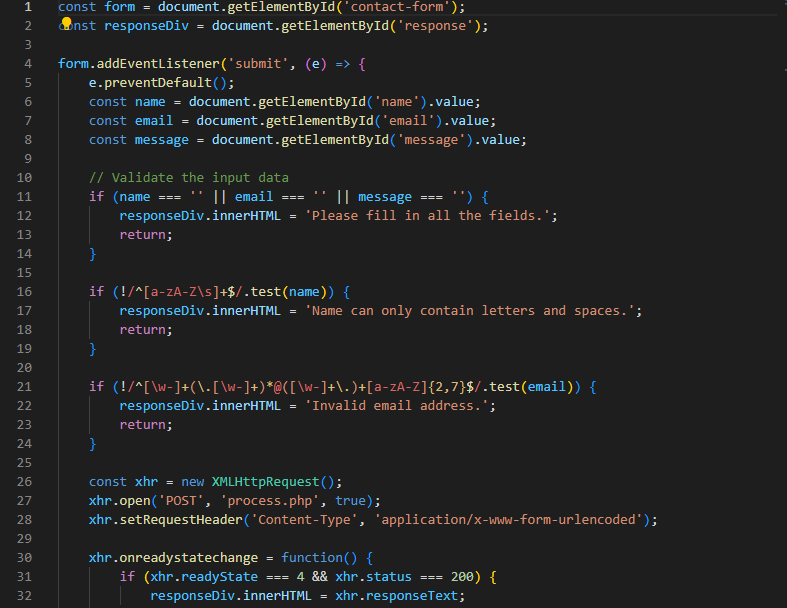 1 const form = document.getElementById('contact-form');
2 const responseDiv = document.getElementById('response');
3
4 form.addEventListener('submit', (e) => {
5     e.preventDefault();
6     const name = document.getElementById('name').value;
7     const email = document.getElementById('email').value;
8     const message = document.getElementById('message').value;
9
10     // Validate the input data
11     if (name === '' || email === '' || message === '') {
12         responseDiv.innerHTML = 'Please fill in all the fields.';
13         return;
14     }
15
16     if (!/^[a-zA-Z\s]+$/.test(name)) {
17         responseDiv.innerHTML = 'Name can only contain letters and spaces.';
18         return;
19     }
20
21     if (!/^[\w-]+(\.[\w-]+)*@([\w-]+\.)+[a-zA-Z]{2,7}$/.test(email)) {
22         responseDiv.innerHTML = 'Invalid email address.';
23         return;
24     }
25
26     const xhr = new XMLHttpRequest();
27     xhr.open('POST', 'process.php', true);
28     xhr.setRequestHeader('Content-Type', 'application/x-www-form-urlencoded');
29
30     xhr.onreadystatechange = function() {
31         if (xhr.readyState === 4 && xhr.status === 200) {
32             responseDiv.innerHTML = xhr.responseText;